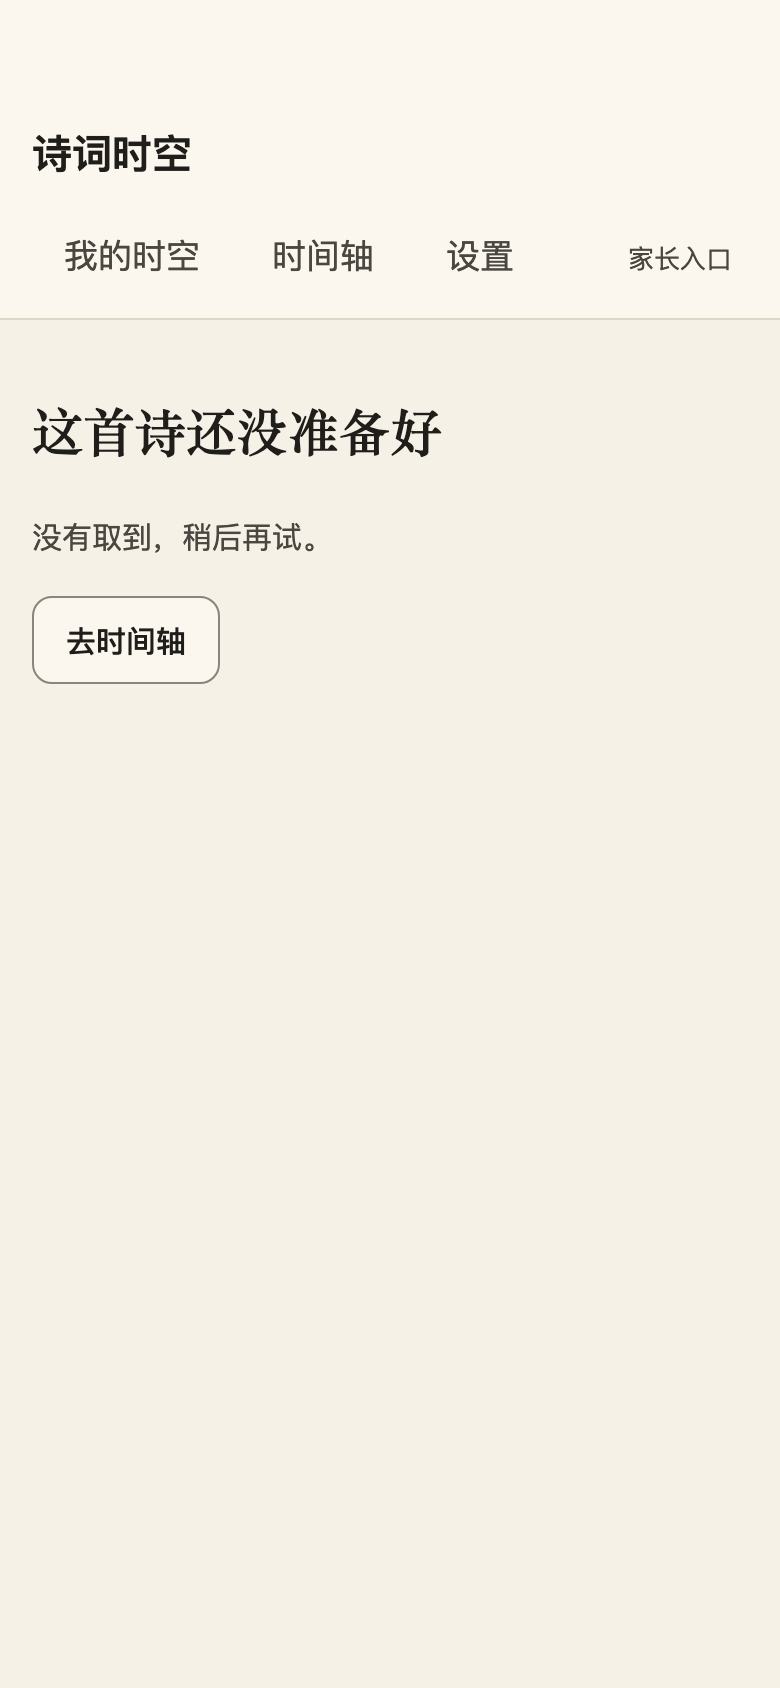 诗词时空
我的时空 时间轴 设置 家长入口
这首诗还没准备好
没有取到，稍后再试。
去时间轴